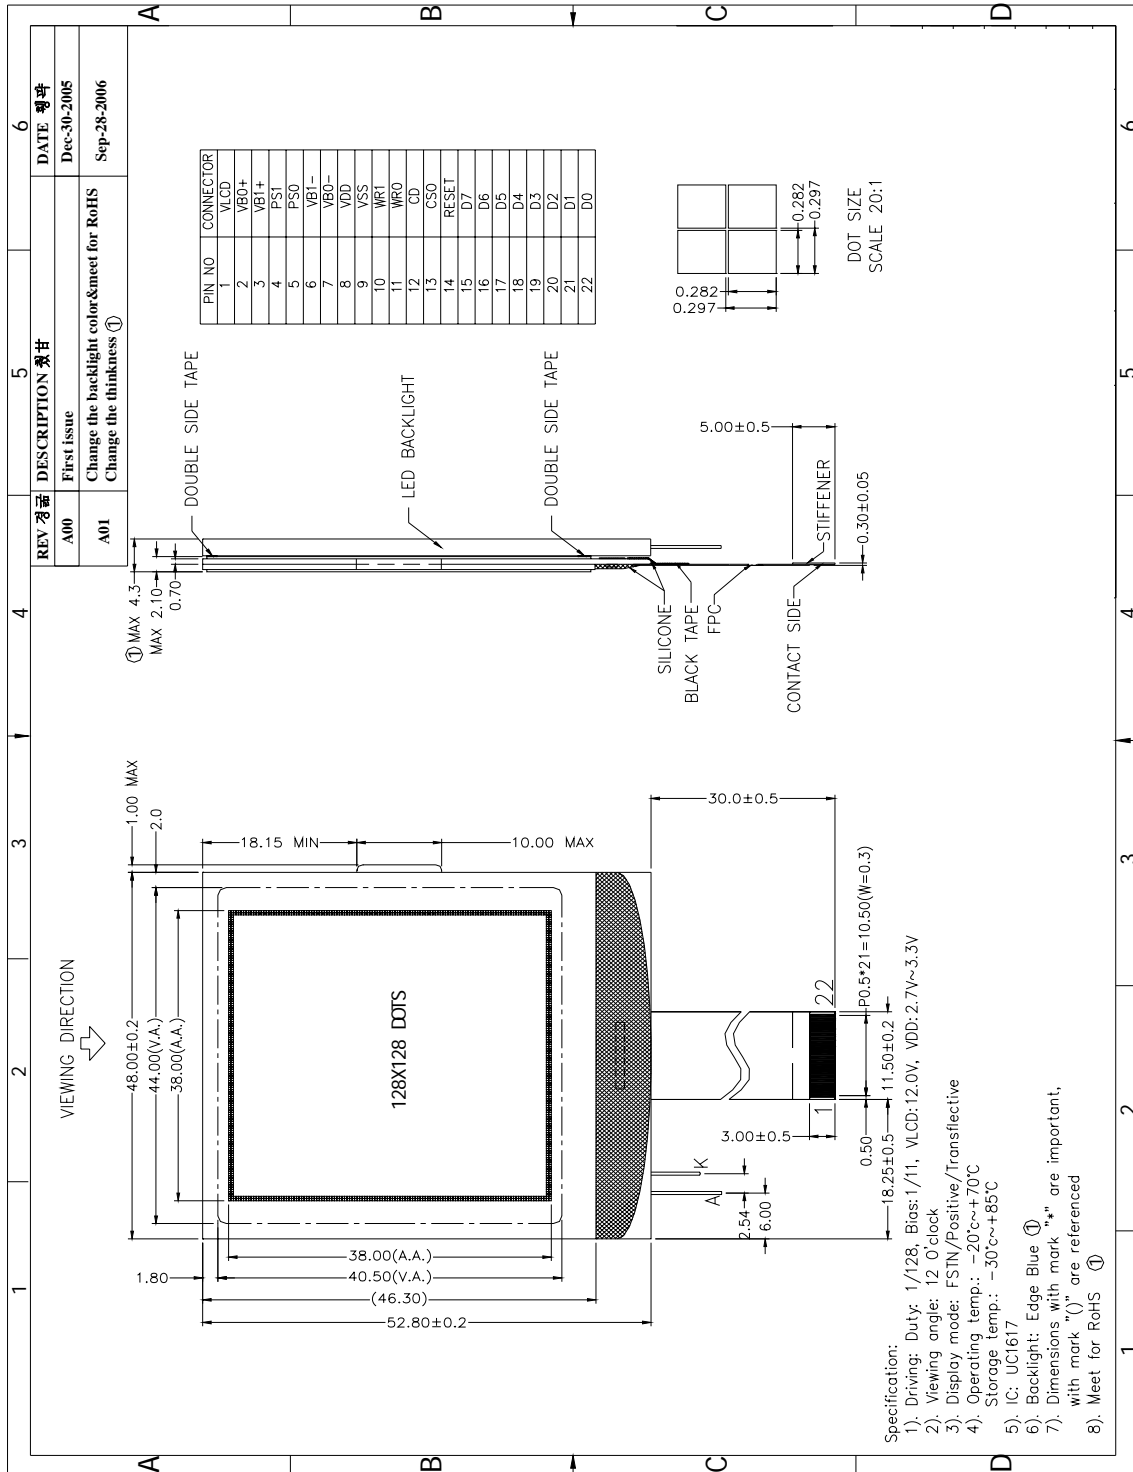 1 2 3 4 5 6
A B C D
REV DESCRIPTION DATE
A00 First issue Dec-30-2005
A01 Change the backlight color&meet for RoHS Sep-28-2006
Change the thinkness ①
VIEWING DIRECTION
48.00±0.2
44.00(V.A.)
38.00(A.A.)
1.00 MAX
2.0
18.15 MIN
10.00 MAX
128X128 DOTS
1.80
38.00(A.A.)
40.50(V.A.)
(46.30)
52.80±0.2
30.0±0.5
A
K
2.54
6.00
3.00±0.5
1 22
0.50
P0.5*21=10.50(W=0.3)
18.25±0.5
11.50±0.2
① MAX 4.3
MAX 2.10
0.70
DOUBLE SIDE TAPE
LED BACKLIGHT
DOUBLE SIDE TAPE
SILICONE
BLACK TAPE
FPC
CONTACT SIDE
STIFFENER
5.00±0.5
0.30±0.05
PIN NO CONNECTOR
1 VLCD
2 VB0+
3 VB1+
4 PS1
5 PS0
6 VB1-
7 VB0-
8 VDD
9 VSS
10 WR1
11 WR0
12 CD
13 CS0
14 RESET
15 D7
16 D6
17 D5
18 D4
19 D3
20 D2
21 D1
22 D0
0.282
0.297
0.282
0.297
DOT SIZE
SCALE 20:1
Specification:
1). Driving: Duty: 1/128, Bias:1/11, VLCD:12.0V, VDD:2.7V~3.3V
2). Viewing angle: 12 O'clock
3). Display mode: FSTN/Positive/Transflective
4). Operating temp.: -20°c~+70°C
Storage temp.: -30°c~+85°C
5). IC: UC1617
6). Backlight: Edge Blue ①
7). Dimensions with mark "*" are important,
with mark "()" are referenced
8). Meet for RoHS ①
A B C D
1 2 3 4 5 6